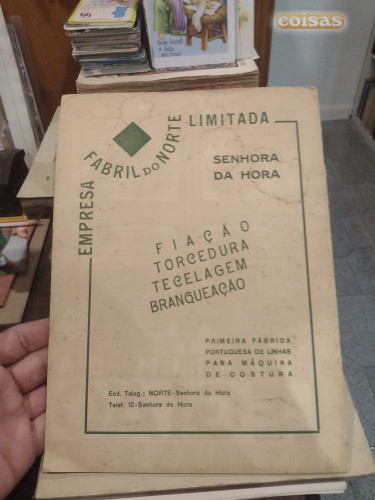 coisas
EMPRESA FABRIL DO NORTE LIMITADA
SENHORA
DA HORA
FIAÇÃO
TORCEDURA
TECELAGEM
BRANQUEAÇÃO
PRIMEIRA FÁBRICA
PORTUGUESA DE LINHAS
PARA MÁQUINA
DE COSTURA
End. Teleg.: NORTE-Senhora da Hora
Telef. 12-Senhora da Hora